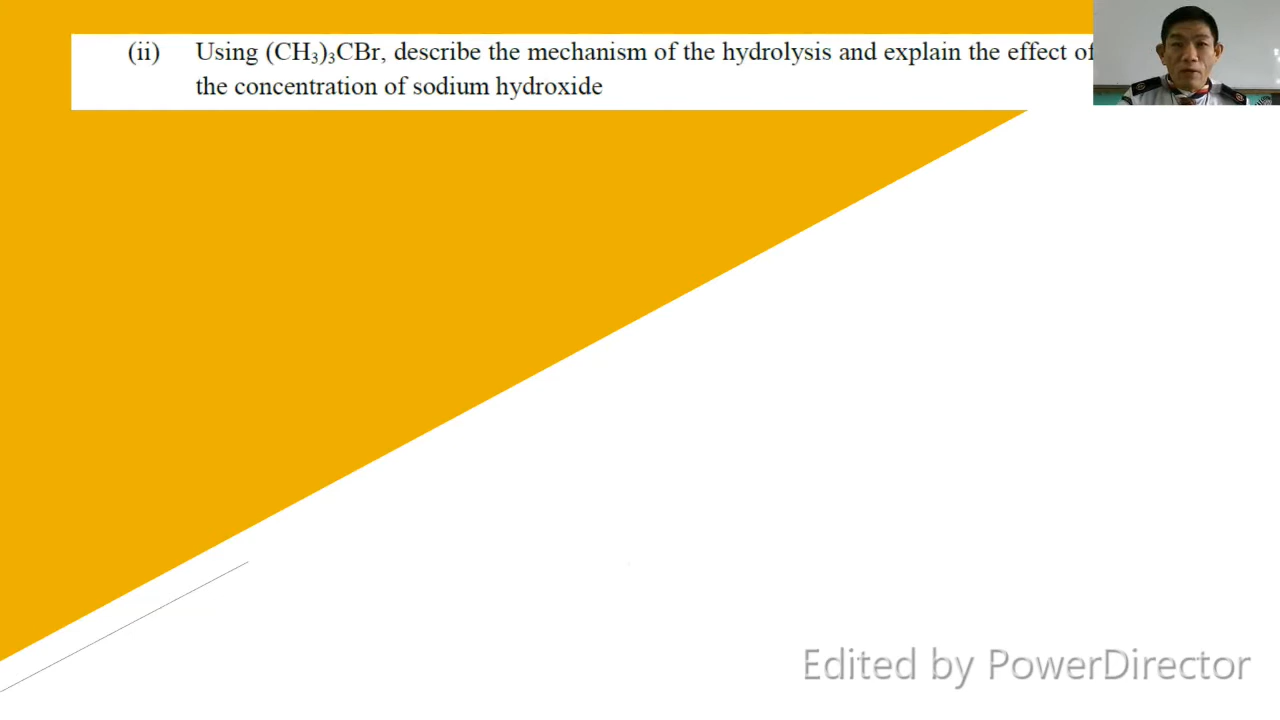 (ii) Using (CH₃)₃CBr, describe the mechanism of the hydrolysis and explain the effect of
the concentration of sodium hydroxide
Edited by PowerDirector